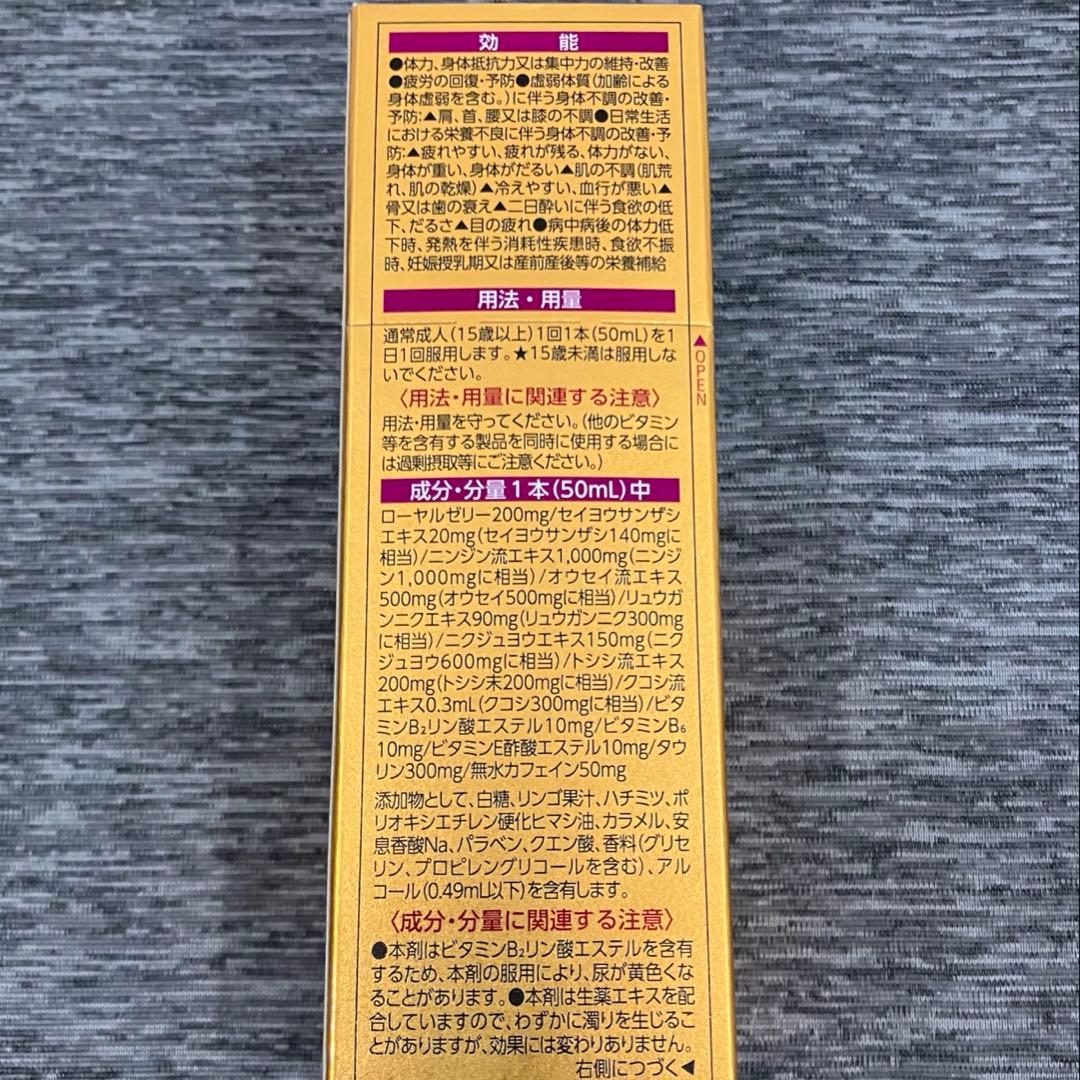 効　能
●体力、身体抵抗力又は集中力の維持・改善
●疲労の回復・予防●虚弱体質(加齢による
身体虚弱を含む。)に伴う身体不調の改善・
予防:▲肩、首、腰又は膝の不調●日常生活
における栄養不良に伴う身体不調の改善・予
防:▲疲れやすい、疲れが残る、体力がない、
身体が重い、身体がだるい▲肌の不調(肌荒
れ、肌の乾燥)▲冷えやすい、血行が悪い▲
骨又は歯の衰え▲二日酔いに伴う食欲の低
下、だるさ▲目の疲れ●病中病後の体力低
下時、発熱を伴う消耗性疾患時、食欲不振
時、妊娠授乳期又は産前産後等の栄養補給
用法・用量
通常成人(15歳以上)1回1本(50mL)を1
日1回服用します。★15歳未満は服用しな
いでください。
▲OPEN
〈用法・用量に関連する注意〉
用法・用量を守ってください。(他のビタミン
等を含有する製品を同時に使用する場合に
は過剰摂取等にご注意ください。)
成分・分量1本(50mL)中
ローヤルゼリー200mg/セイヨウサンザシ
エキス20mg(セイヨウサンザシ140mgに
相当)/ニンジン流エキス1,000mg(ニンジ
ン1,000mgに相当)/オウセイ流エキス
500mg(オウセイ500mgに相当)/リュウガ
ンニクエキス90mg(リュウガンニク300mg
に相当)/ニクジュヨウエキス150mg(ニク
ジュヨウ600mgに相当)/トシシ流エキス
200mg(トシシ末200mgに相当)/クコシ流
エキス0.3mL(クコシ300mgに相当)/ビタ
ミンB₂リン酸エステル10mg/ビタミンB₆
10mg/ビタミンE酢酸エステル10mg/タウ
リン300mg/無水カフェイン50mg
添加物として、白糖、リンゴ果汁、ハチミツ、ポ
リオキシエチレン硬化ヒマシ油、カラメル、安
息香酸Na、パラベン、クエン酸、香料(グリセ
リン、プロピレングリコールを含む)、アル
コール(0.49mL以下)を含有します。
〈成分・分量に関連する注意〉
●本剤はビタミンB₂リン酸エステルを含有
するため、本剤の服用により、尿が黄色くな
ることがあります。●本剤は生薬エキスを配
合していますので、わずかに濁りを生じるこ
とがありますが、効果には変わりありません。
右側につづく◀